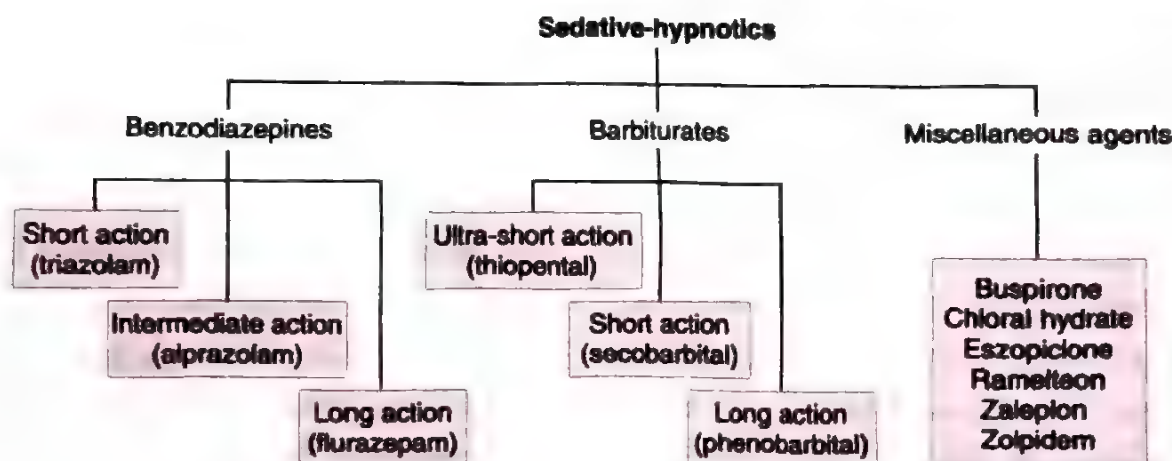 Sedative-hypnotics
Benzodiazepines
Barbiturates
Miscellaneous agents
Short action
(triazolam)
Intermediate action
(alprazolam)
Long action
(flurazepam)
Ultra-short action
(thiopental)
Short action
(secobarbital)
Long action
(phenobarbital)
Buspirone
Chloral hydrate
Eszopiclone
Ramelteon
Zaleplon
Zolpidem